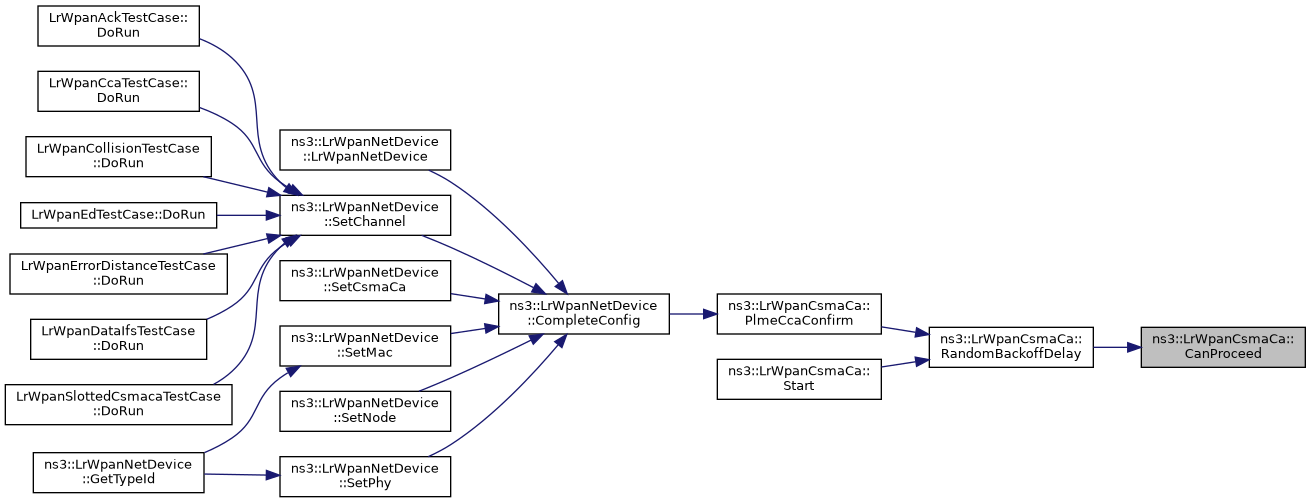 LrWpanAckTestCase::
DoRun
LrWpanCcaTestCase::
DoRun
LrWpanCollisionTestCase
::DoRun
LrWpanEdTestCase::DoRun
LrWpanErrorDistanceTestCase
::DoRun
LrWpanDataIfsTestCase
::DoRun
LrWpanSlottedCsmacaTestCase
::DoRun
ns3::LrWpanNetDevice
::GetTypeId
ns3::LrWpanNetDevice
::LrWpanNetDevice
ns3::LrWpanNetDevice
::SetChannel
ns3::LrWpanNetDevice
::SetCsmaCa
ns3::LrWpanNetDevice
::SetMac
ns3::LrWpanNetDevice
::SetNode
ns3::LrWpanNetDevice
::SetPhy
ns3::LrWpanNetDevice
::CompleteConfig
ns3::LrWpanCsmaCa::
PlmeCcaConfirm
ns3::LrWpanCsmaCa::
Start
ns3::LrWpanCsmaCa::
RandomBackoffDelay
ns3::LrWpanCsmaCa::
CanProceed